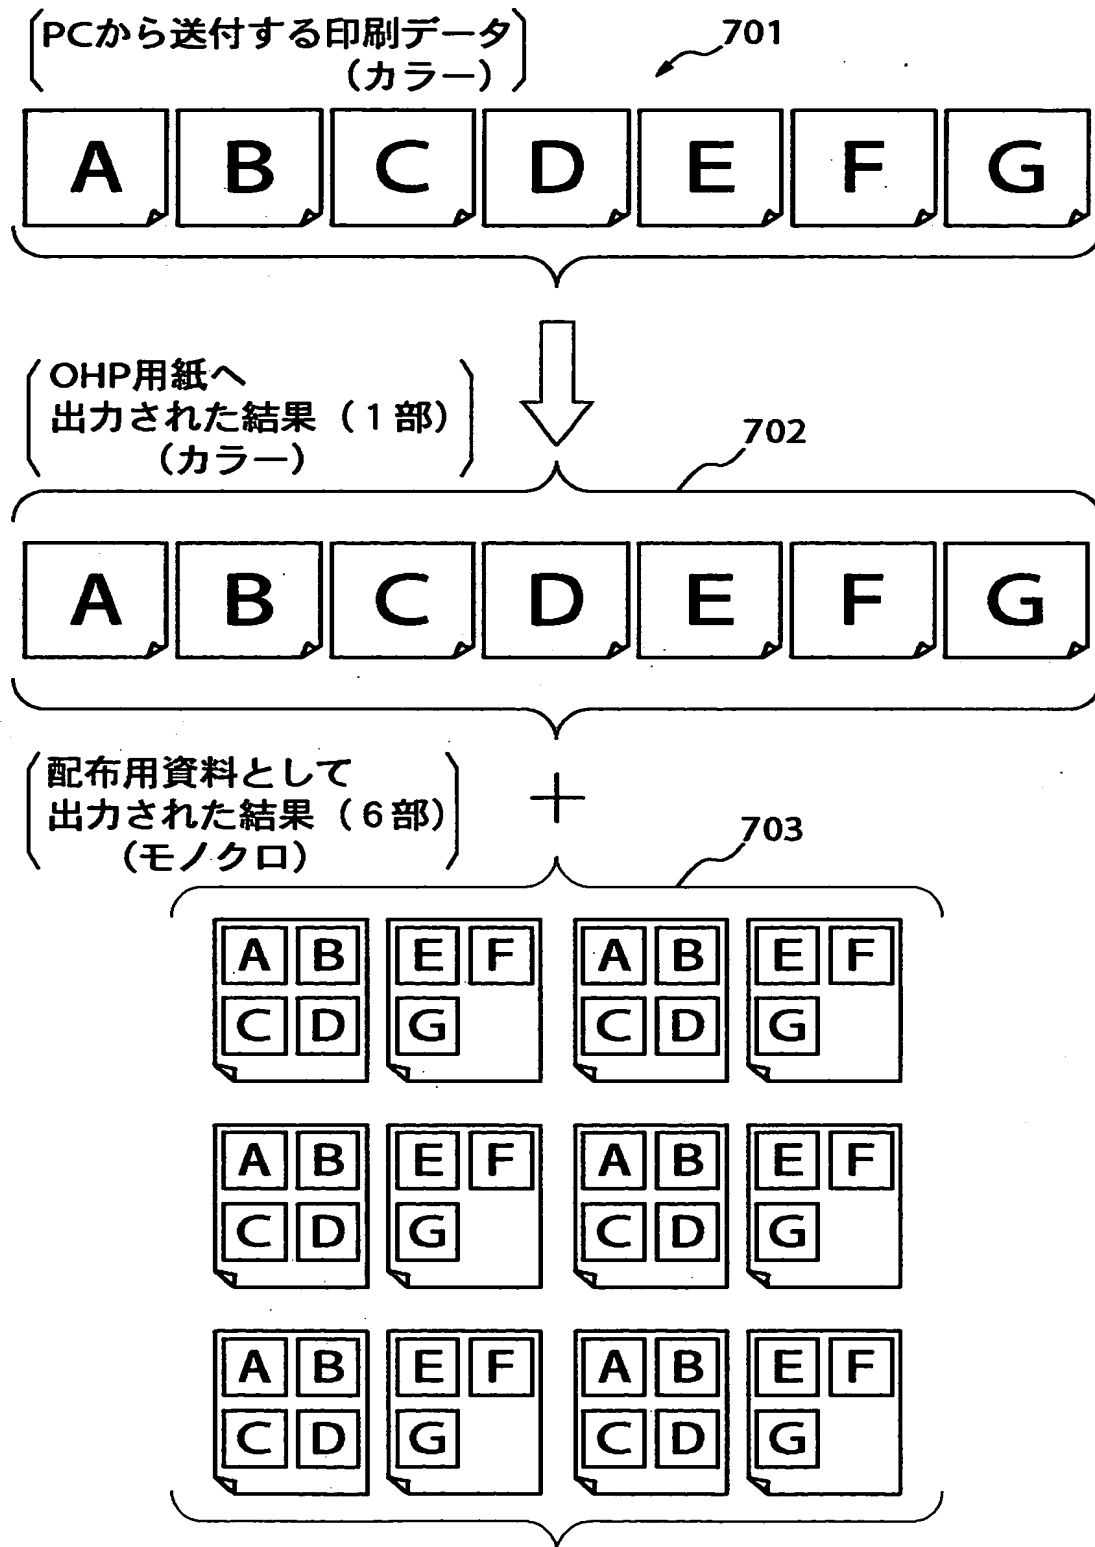 PCから送付する印刷データ
(カラー)
701
A B C D E F G
OHP用紙へ
出力された結果（1部）
(カラー)
702
A B C D E F G
配布用資料として
出力された結果（6部）
(モノクロ)
+
703
A B E F A B E F
C D G C D G
A B E F A B E F
C D G C D G
A B E F A B E F
C D G C D G